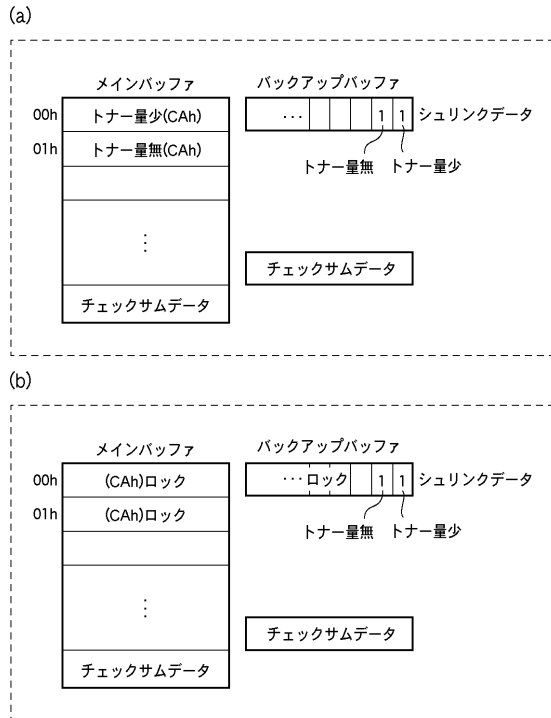 (a)
メインバッファ
バックアップバッファ
00h トナー量少(CAh)
･･･ 1 1 シュリンクデータ
01h トナー量無(CAh)
トナー量無 トナー量少
⋮
チェックサムデータ
チェックサムデータ
(b)
メインバッファ
バックアップバッファ
00h (CAh)ロック
･･･ロック 1 1 シュリンクデータ
01h (CAh)ロック
トナー量無 トナー量少
⋮
チェックサムデータ
チェックサムデータ